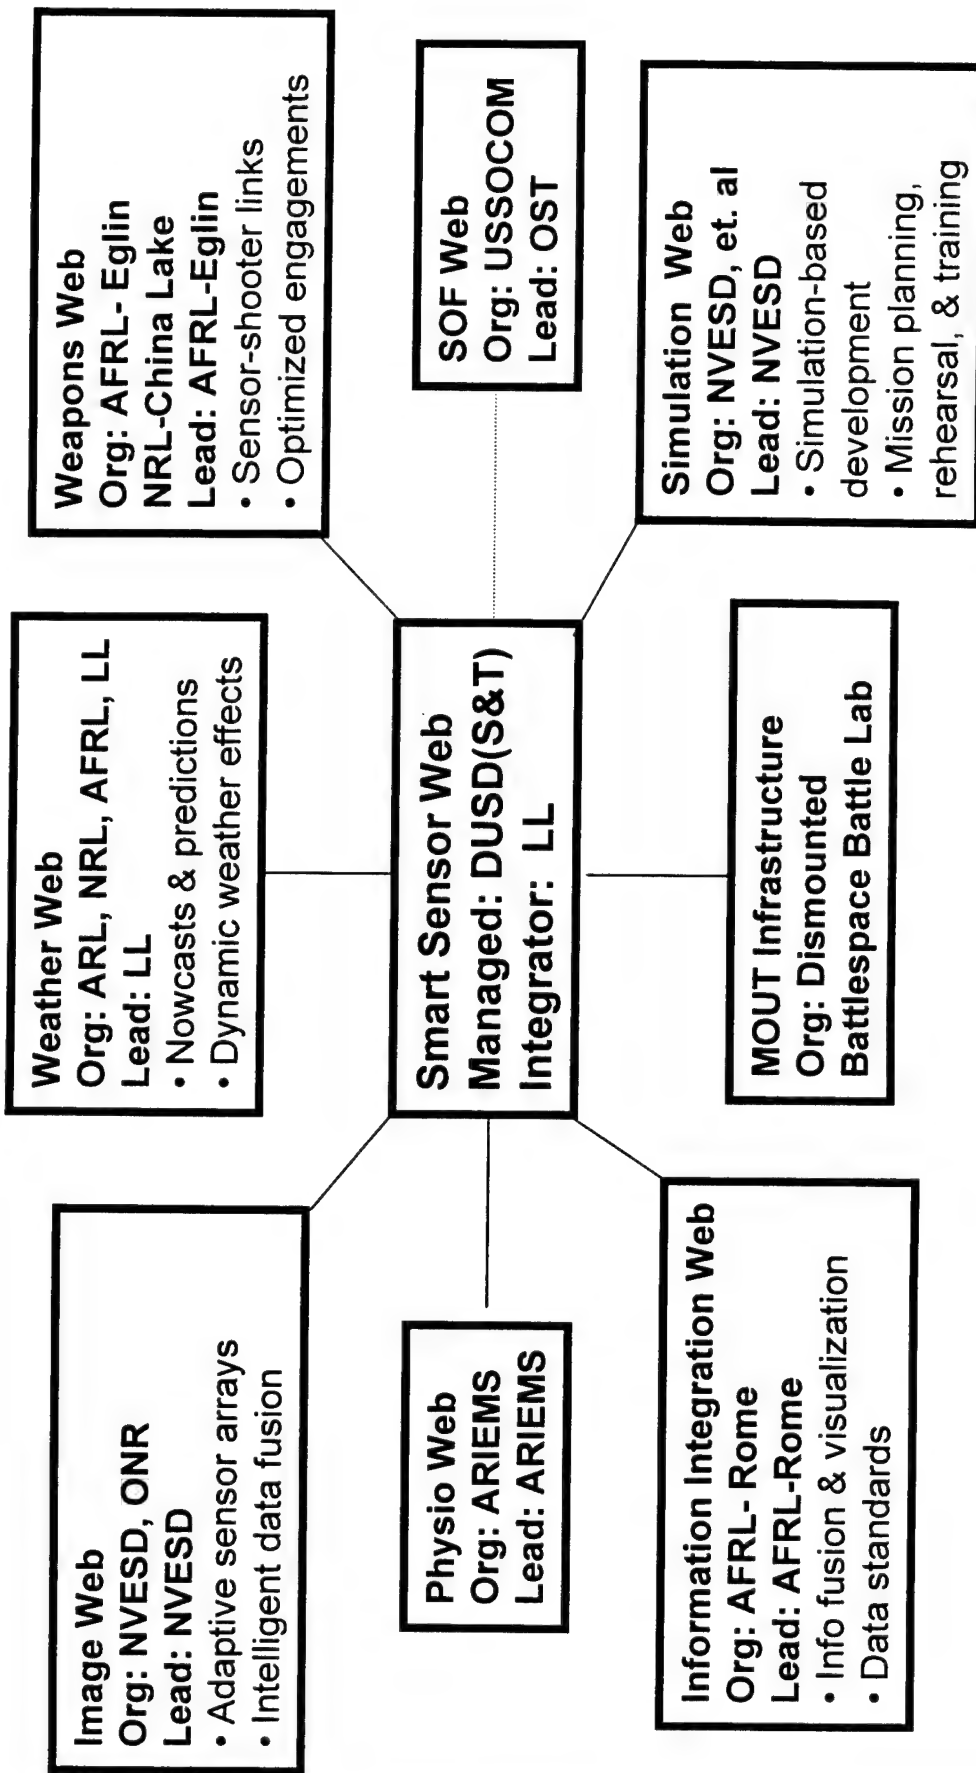 Image Web
Org: NVESD, ONR
Lead: NVESD
• Adaptive sensor arrays
• Intelligent data fusion
Weather Web
Org: ARL, NRL, AFRL, LL
Lead: LL
• Nowcasts & predictions
• Dynamic weather effects
Weapons Web
Org: AFRL- Eglin
NRL-China Lake
Lead: AFRL-Eglin
• Sensor-shooter links
• Optimized engagements
Physio Web
Org: ARIEMS
Lead: ARIEMS
Smart Sensor Web
Managed: DUSD(S&T)
Integrator: LL
SOF Web
Org: USSOCOM
Lead: OST
Information Integration Web
Org: AFRL- Rome
Lead: AFRL-Rome
• Info fusion & visualization
• Data standards
MOUT Infrastructure
Org: Dismounted
Battlespace Battle Lab
Simulation Web
Org: NVESD, et. al
Lead: NVESD
• Simulation-based
development
• Mission planning,
rehearsal, & training